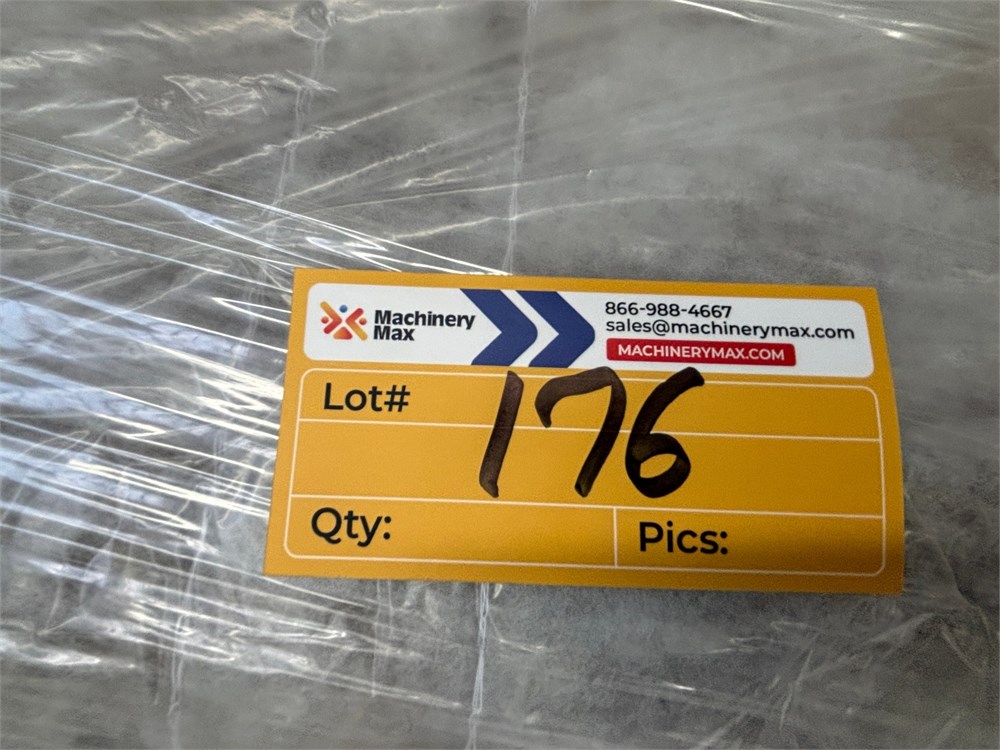 Machinery
Max
866-988-4667
sales@machinerymax.com
MACHINERYMAX.COM
Lot# 176
Qty:
Pics: